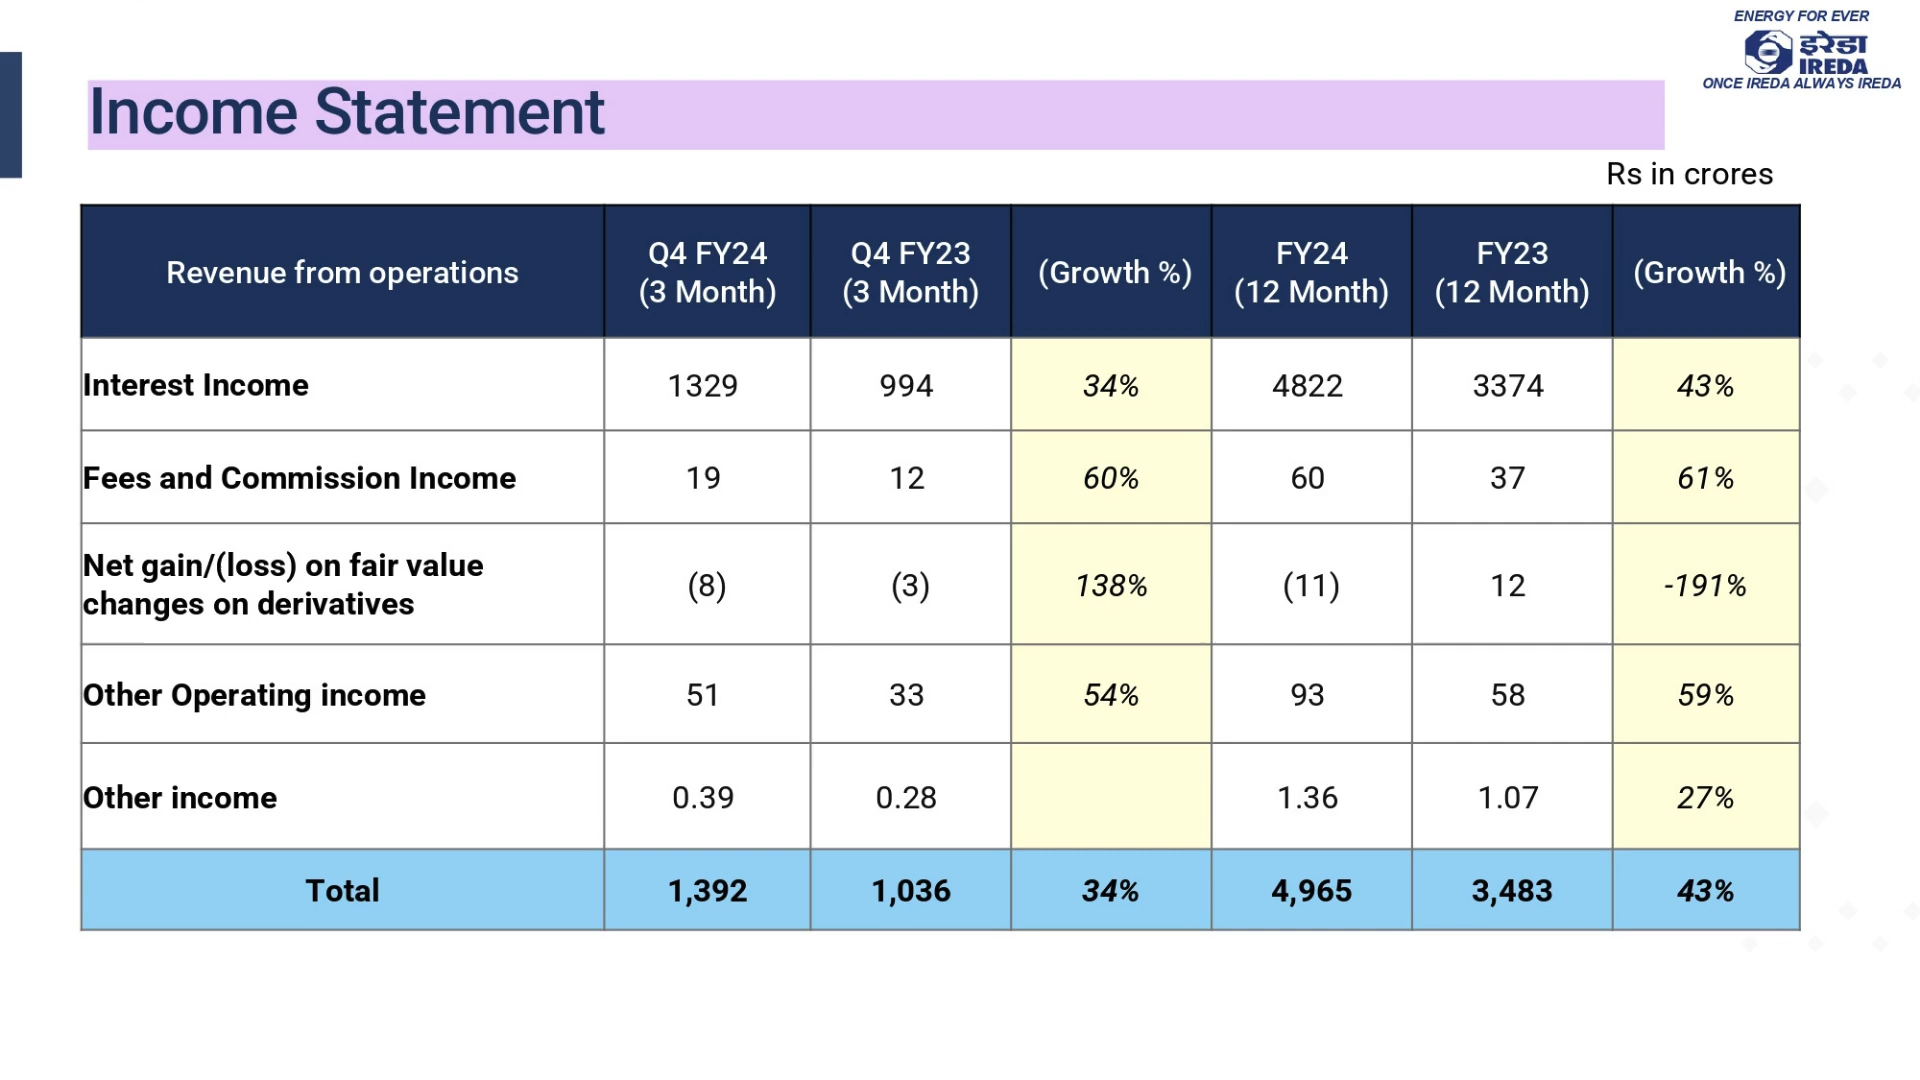 ENERGY FOR EVER
इरेडा
IREDA
ONCE IREDA ALWAYS IREDA
Income Statement
Rs in crores
Revenue from operations Q4 FY24 (3 Month) Q4 FY23 (3 Month) (Growth %) FY24 (12 Month) FY23 (12 Month) (Growth %)
Interest Income 1329 994 34% 4822 3374 43%
Fees and Commission Income 19 12 60% 60 37 61%
Net gain/(loss) on fair value changes on derivatives (8) (3) 138% (11) 12 -191%
Other Operating income 51 33 54% 93 58 59%
Other income 0.39 0.28 1.36 1.07 27%
Total 1,392 1,036 34% 4,965 3,483 43%